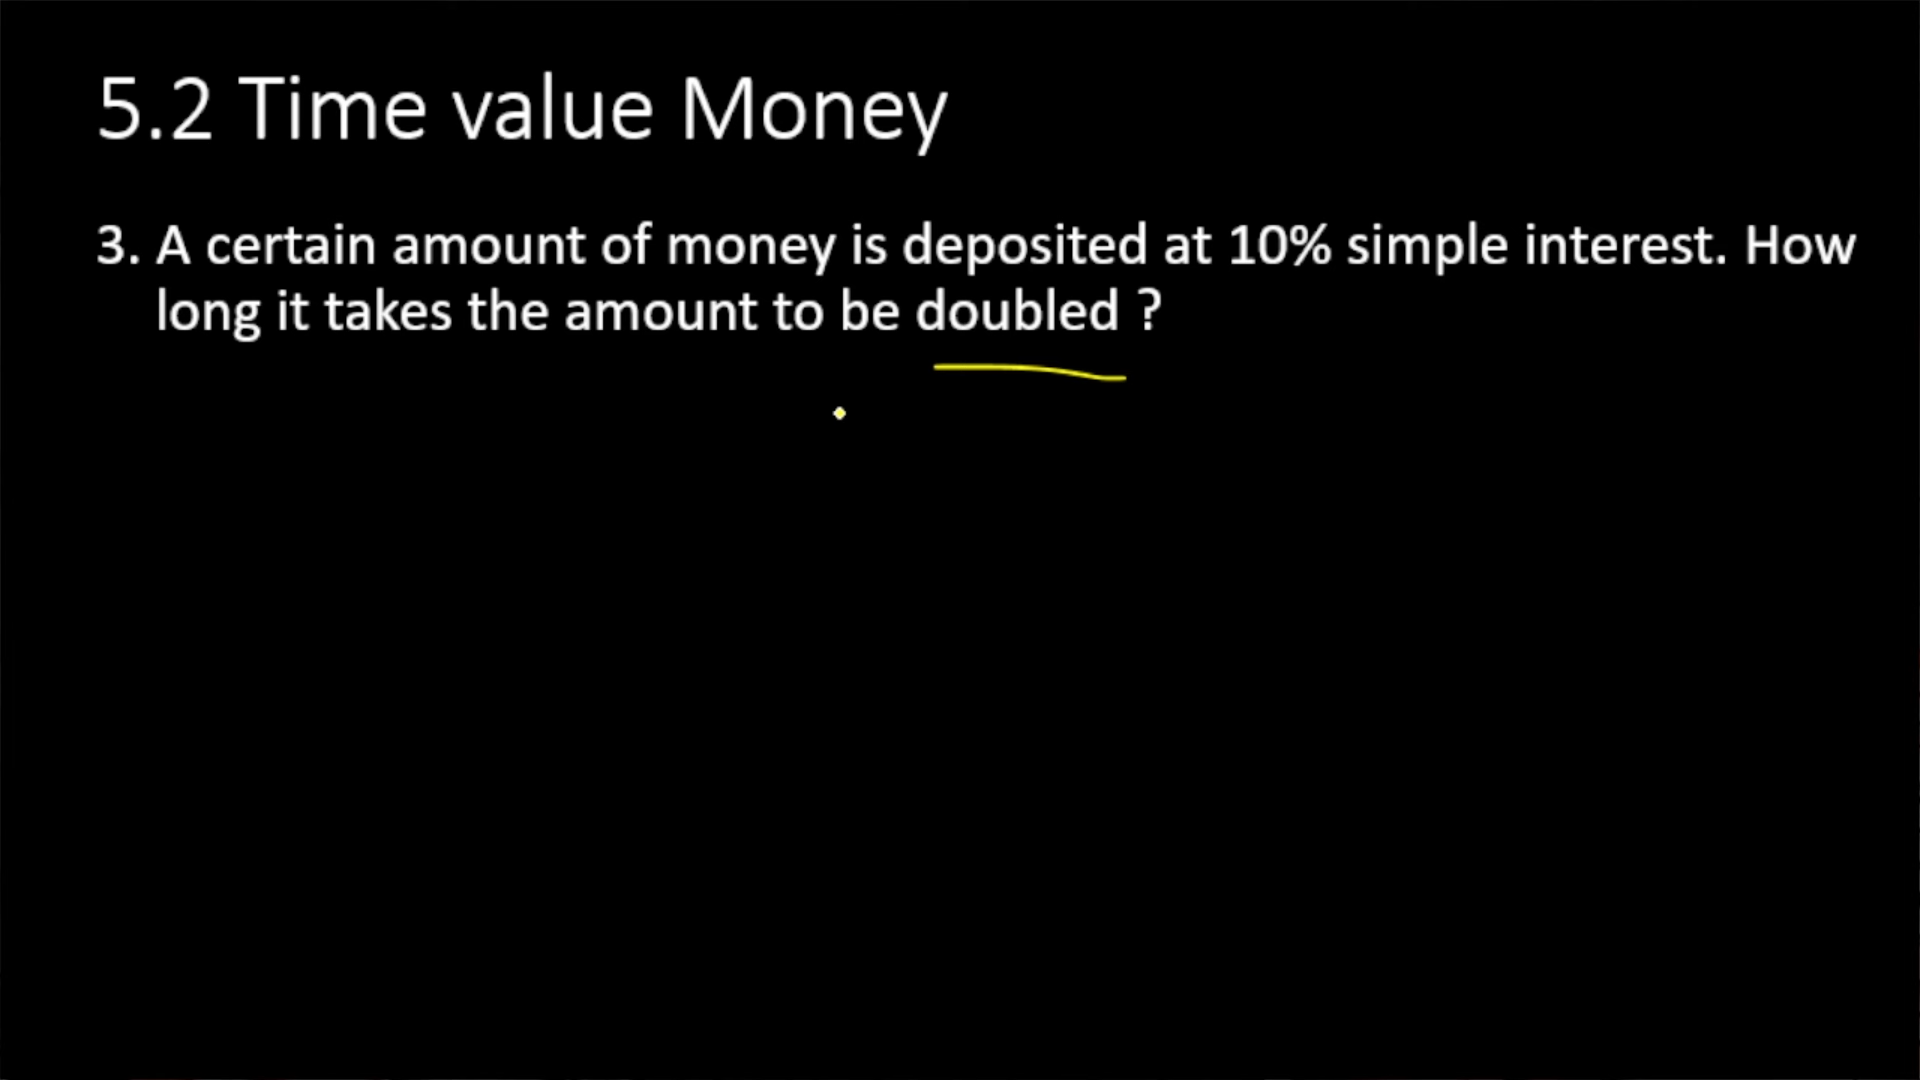 5.2 Time value Money
3. A certain amount of money is deposited at 10% simple interest. How
long it takes the amount to be doubled ?